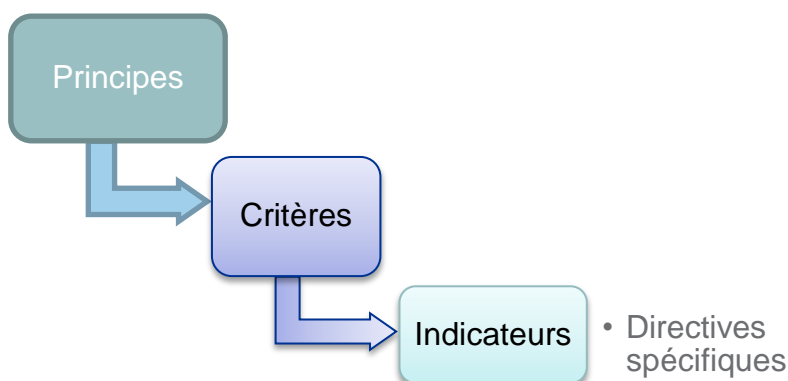 Principes
Critères
Indicateurs
• Directives
spécifiques